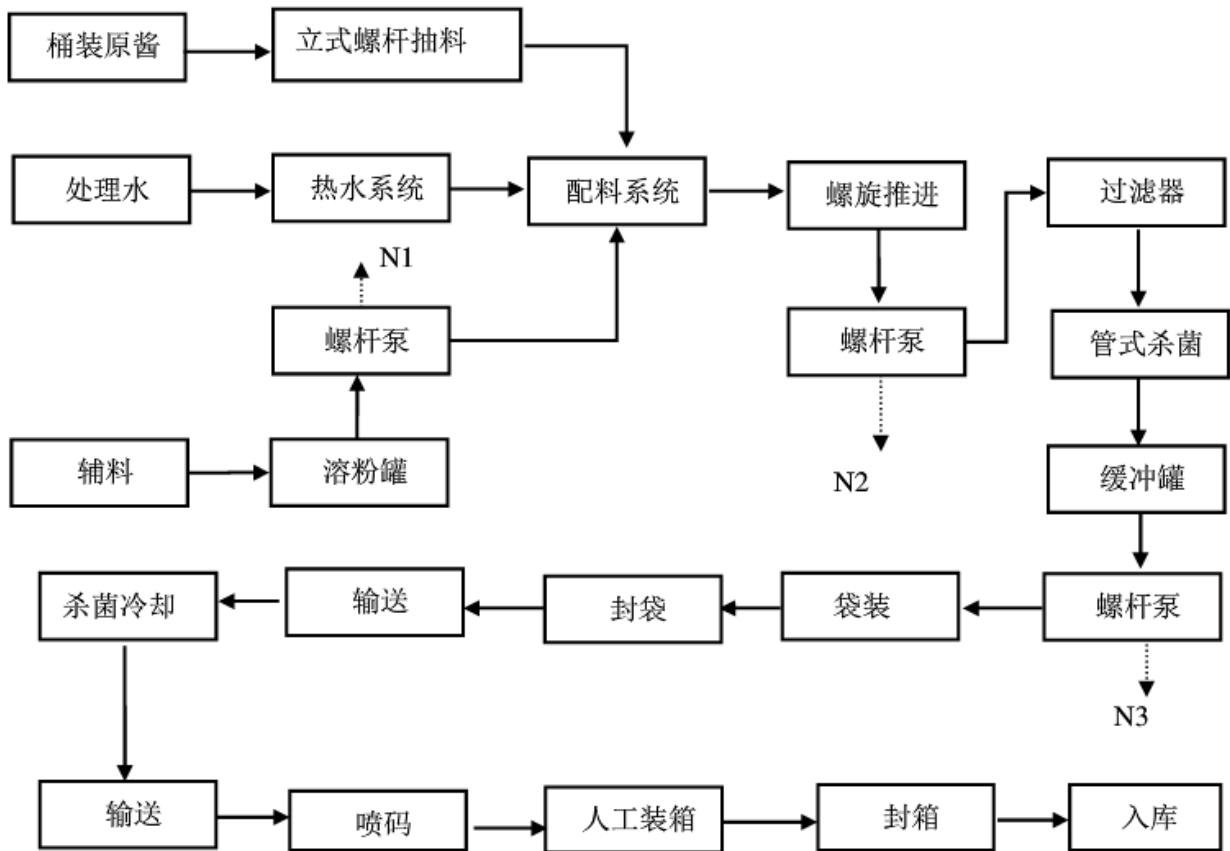 桶装原酱
立式螺杆抽料
处理水
热水系统
配料系统
螺旋推进
过滤器
N1
螺杆泵
螺杆泵
管式杀菌
辅料
溶粉罐
N2
缓冲罐
杀菌冷却
输送
封袋
袋装
螺杆泵
N3
输送
喷码
人工装箱
封箱
入库